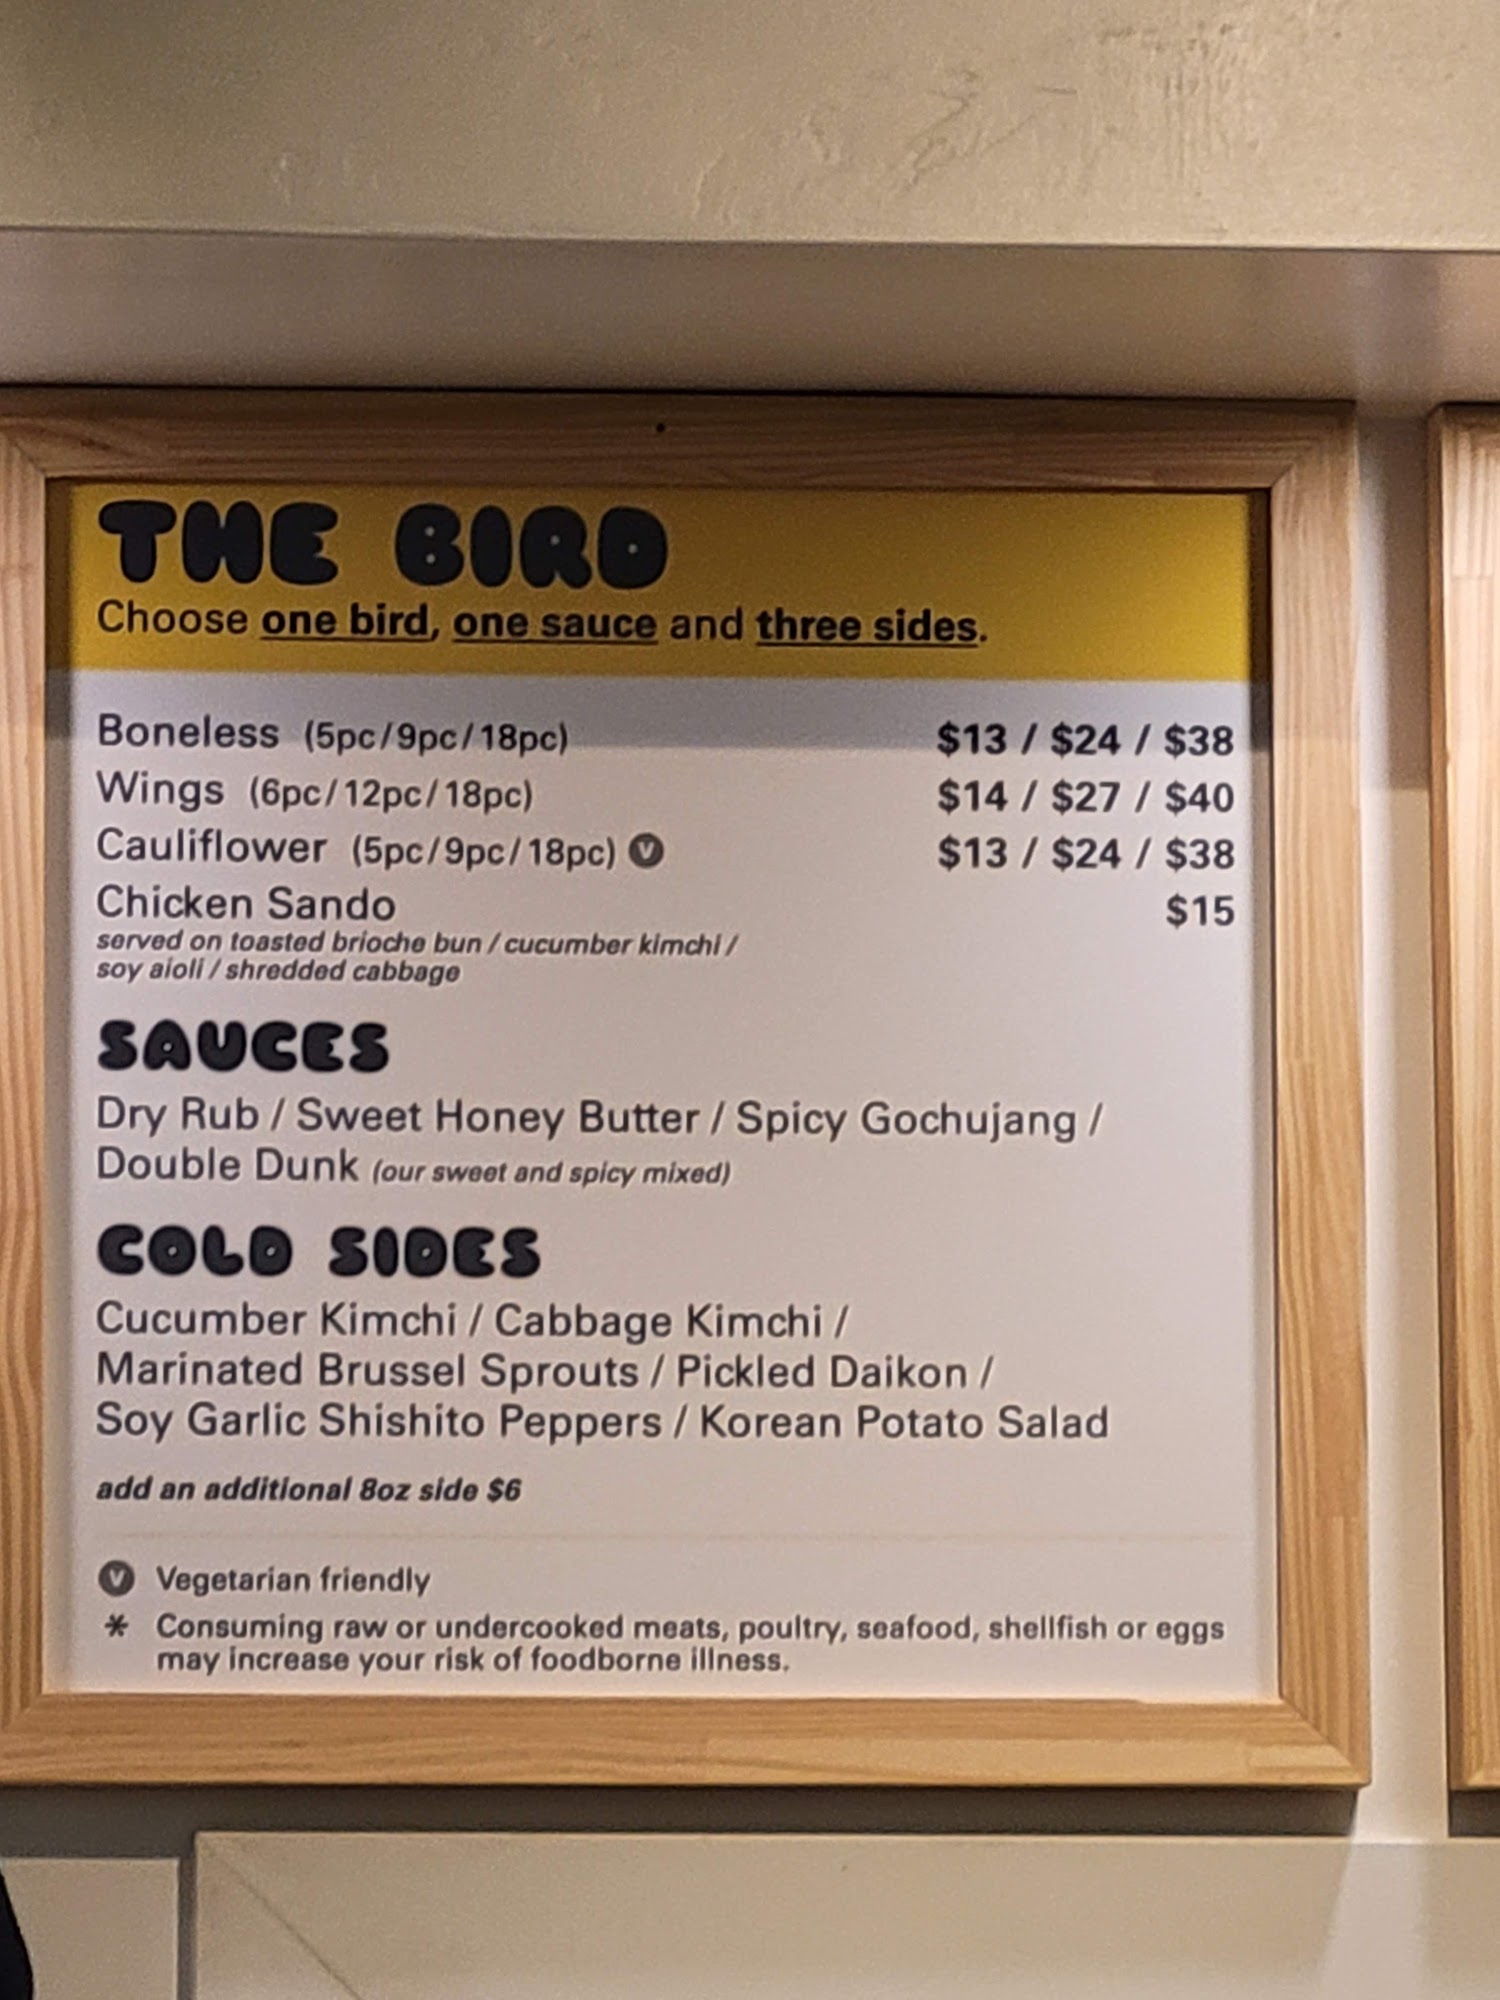 THE BIRD
Choose one bird, one sauce and three sides.
Boneless (5pc/9pc/18pc) $13 / $24 / $38
Wings (6pc/12pc/18pc) $14 / $27 / $40
Cauliflower (5pc/9pc/18pc) V $13 / $24 / $38
Chicken Sando $15
served on toasted brioche bun / cucumber kimchi /
soy aioli / shredded cabbage
SAUCES
Dry Rub / Sweet Honey Butter / Spicy Gochujang /
Double Dunk (our sweet and spicy mixed)
COLD SIDES
Cucumber Kimchi / Cabbage Kimchi /
Marinated Brussel Sprouts / Pickled Daikon /
Soy Garlic Shishito Peppers / Korean Potato Salad
add an additional 8oz side $6
V Vegetarian friendly
* Consuming raw or undercooked meats, poultry, seafood, shellfish or eggs
may increase your risk of foodborne illness.